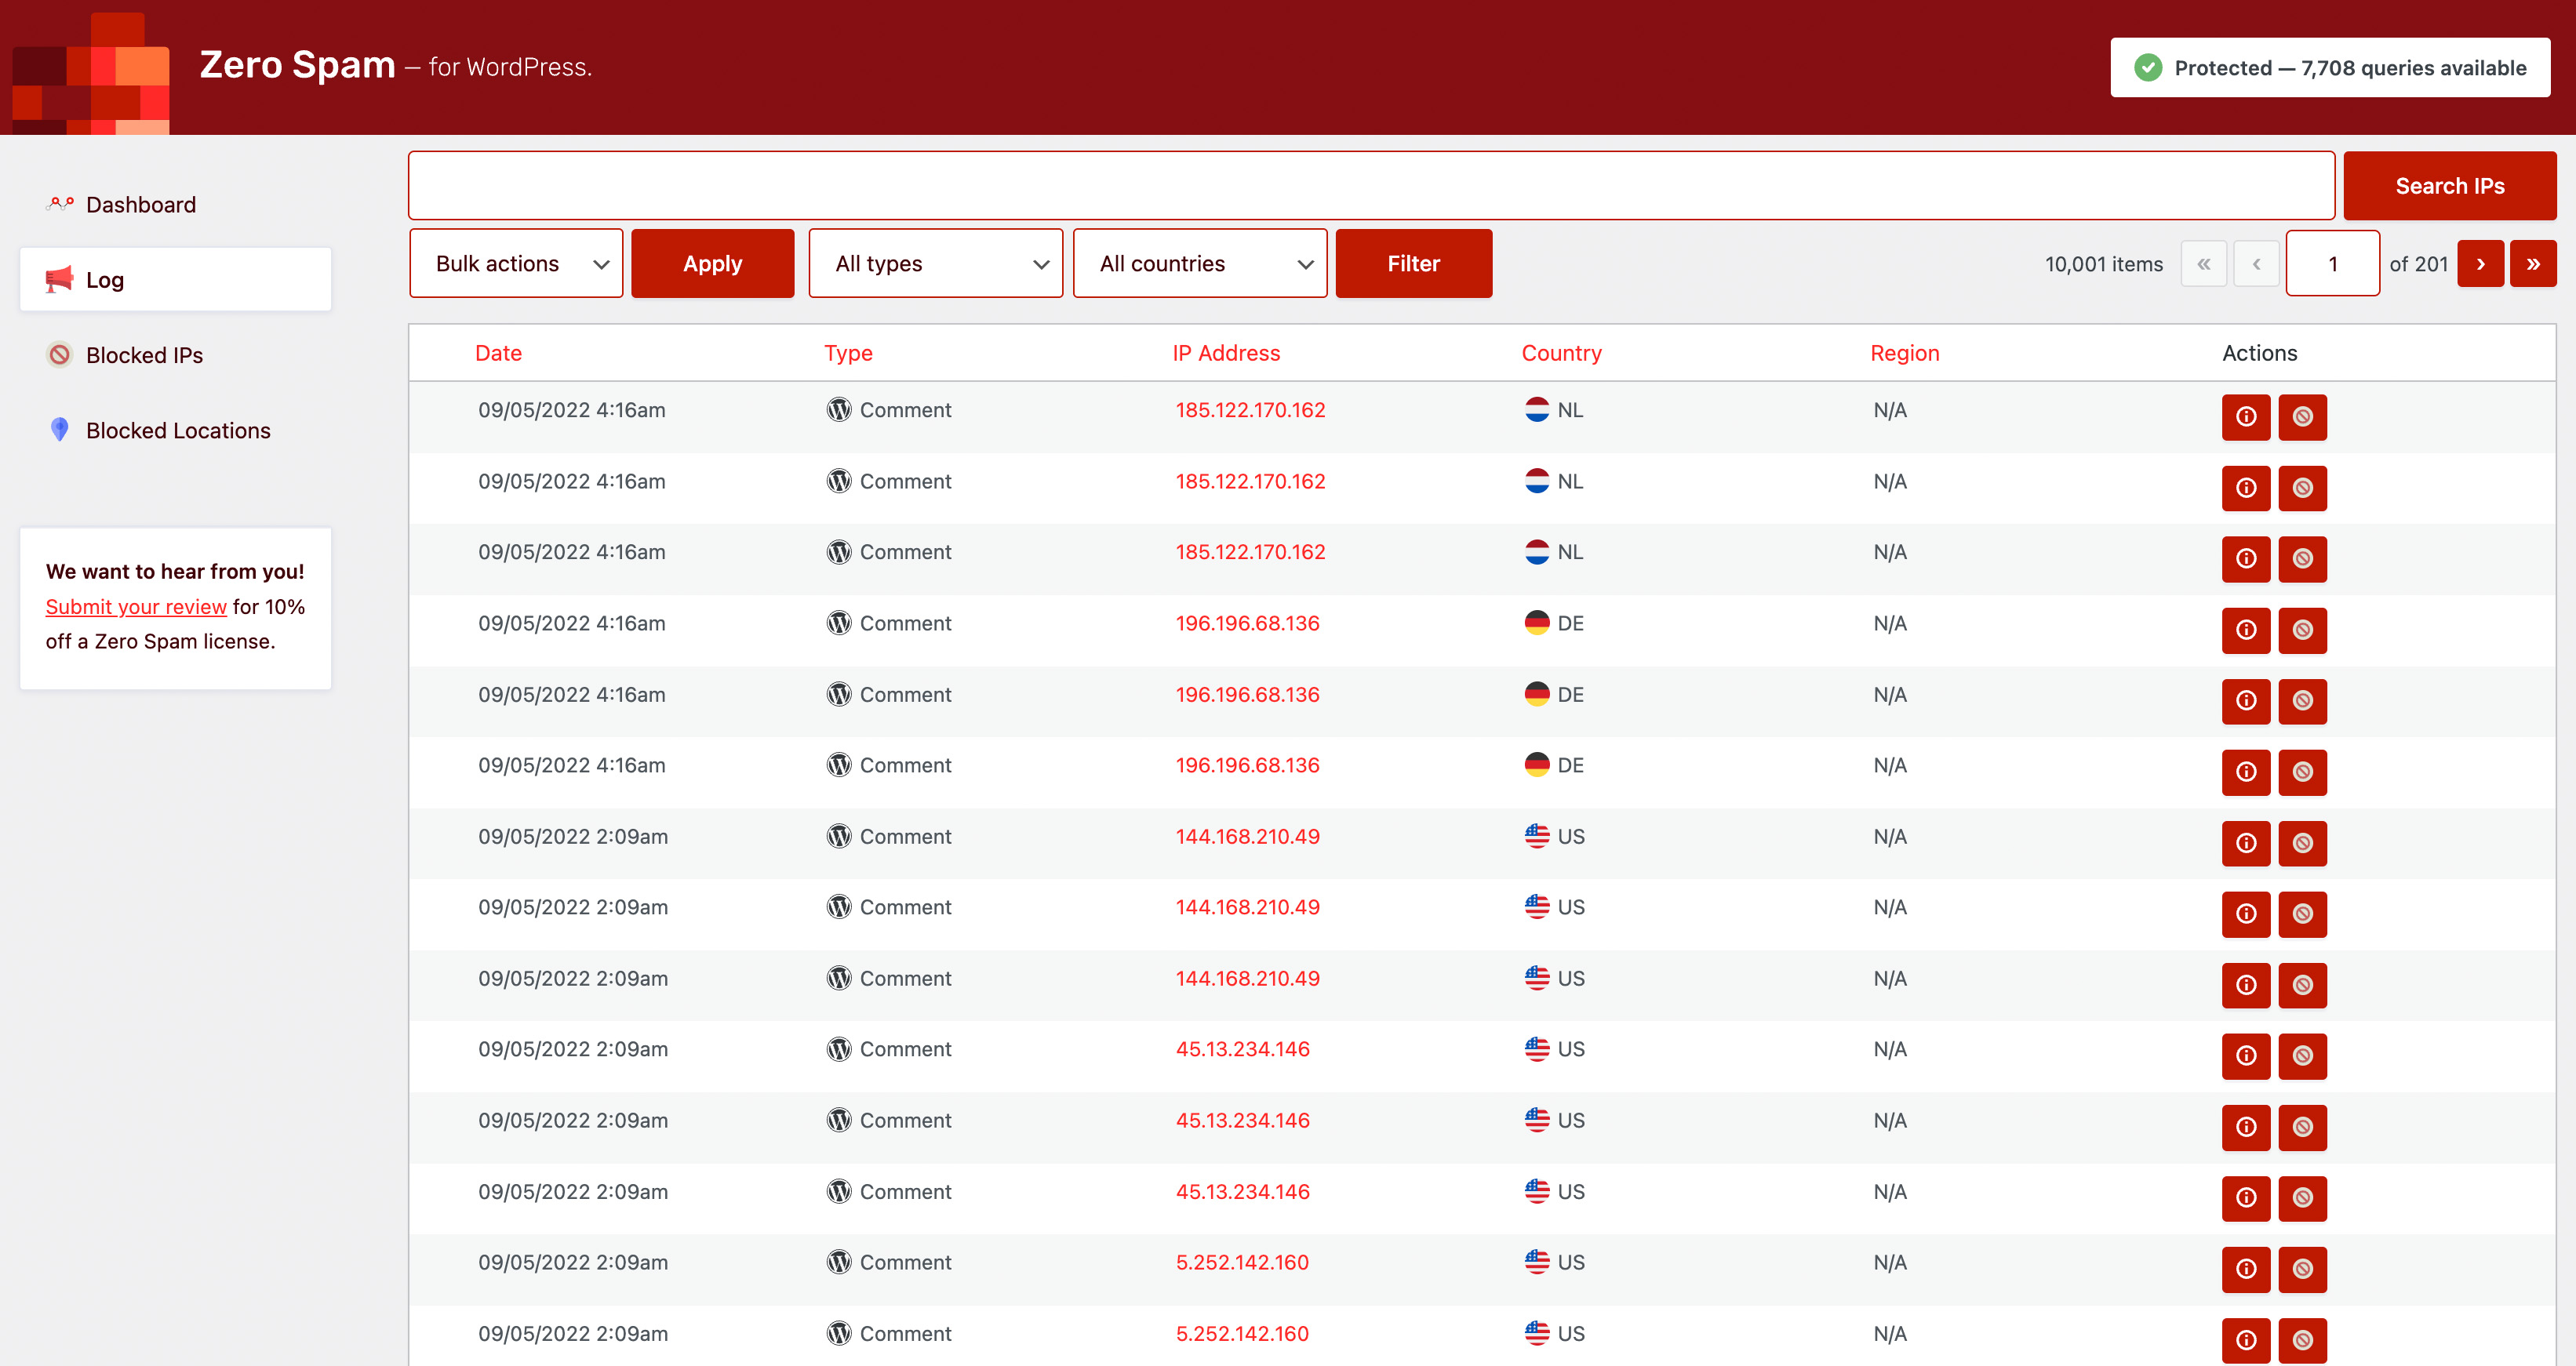 Zero Spam — for WordPress.
Protected — 7,708 queries available
Dashboard
Log
Blocked IPs
Blocked Locations
We want to hear from you!
Submit your review for 10%
off a Zero Spam license.
Search IPs
Bulk actions Apply All types All countries Filter 10,001 items « ‹ 1 of 201 › »
Date Type IP Address Country Region Actions
09/05/2022 4:16am Comment 185.122.170.162 NL N/A
09/05/2022 4:16am Comment 185.122.170.162 NL N/A
09/05/2022 4:16am Comment 185.122.170.162 NL N/A
09/05/2022 4:16am Comment 196.196.68.136 DE N/A
09/05/2022 4:16am Comment 196.196.68.136 DE N/A
09/05/2022 4:16am Comment 196.196.68.136 DE N/A
09/05/2022 2:09am Comment 144.168.210.49 US N/A
09/05/2022 2:09am Comment 144.168.210.49 US N/A
09/05/2022 2:09am Comment 144.168.210.49 US N/A
09/05/2022 2:09am Comment 45.13.234.146 US N/A
09/05/2022 2:09am Comment 45.13.234.146 US N/A
09/05/2022 2:09am Comment 45.13.234.146 US N/A
09/05/2022 2:09am Comment 5.252.142.160 US N/A
09/05/2022 2:09am Comment 5.252.142.160 US N/A